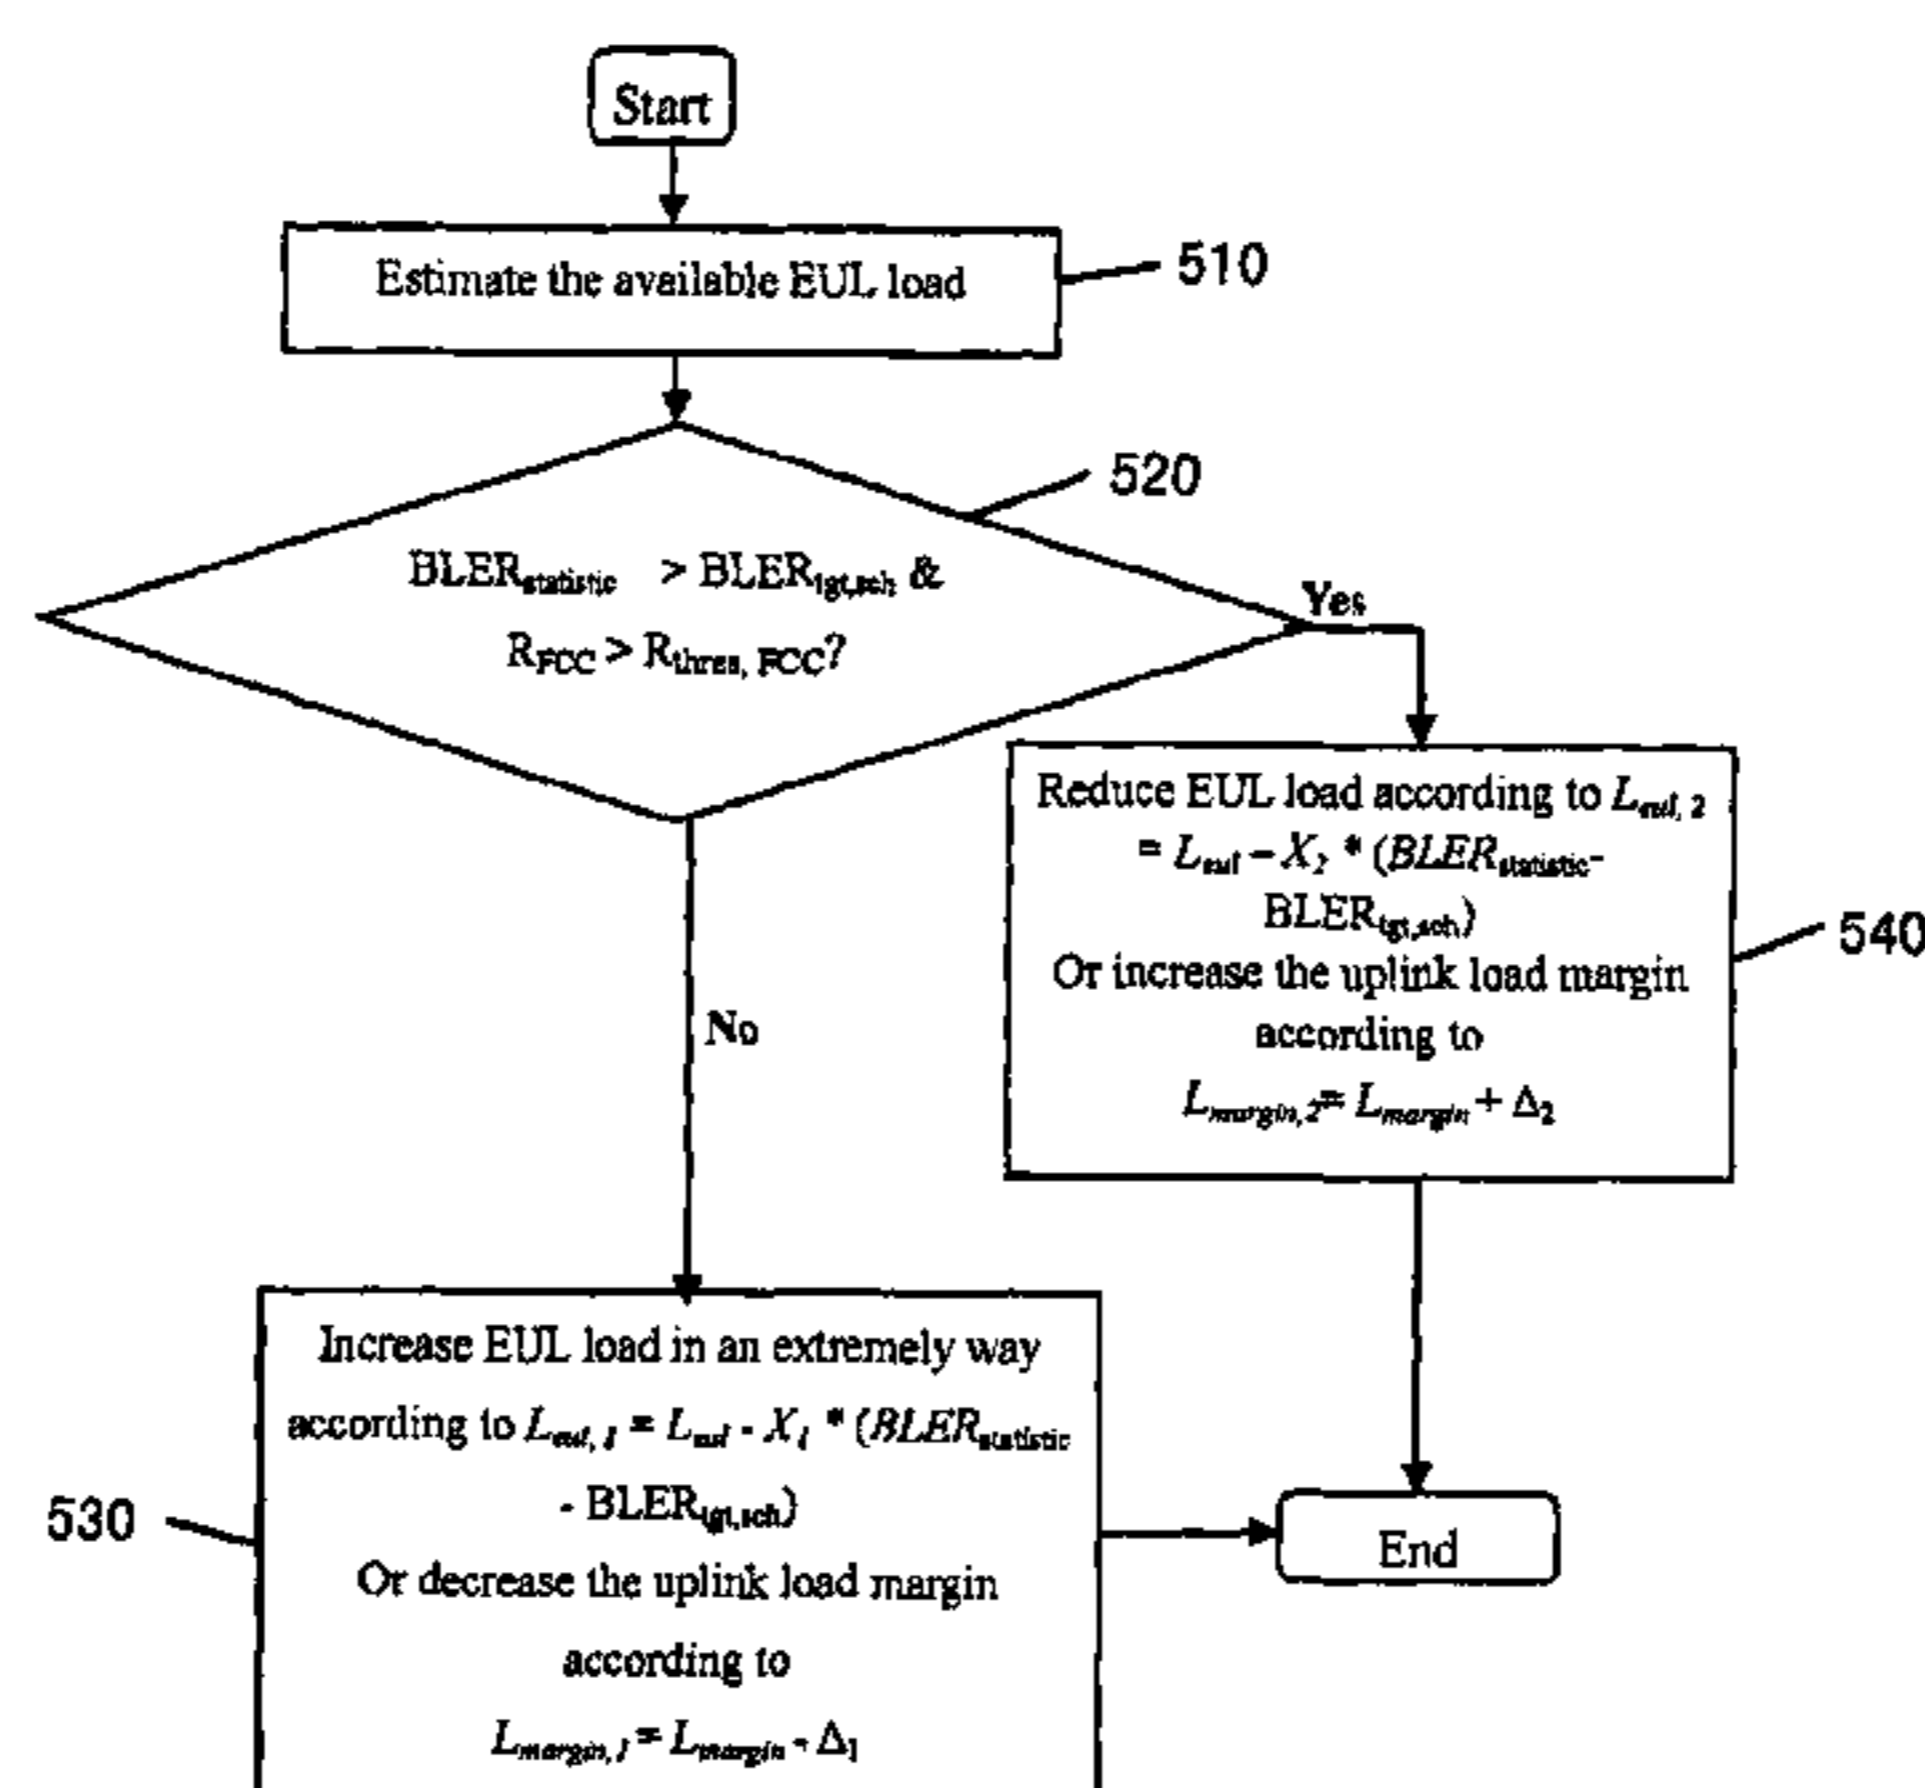 Start
Estimate the available EUL load
510
520
BLERstatistic > BLERtgt,sch &
RFCC > Rthres, FCC?
Yes
Reduce EUL load according to Leul, 2
= Leul – X2 * (BLERstatistic-
BLERtgt,sch)
Or increase the uplink load margin
according to
Lmargin,2= Lmargin + Δ2
540
No
Increase EUL load in an extremely way
according to Leul, 1 = Leul - X1 * (BLERstatistic
- BLERtgt,sch)
Or decrease the uplink load margin
according to
Lmargin,1 = Lmargin - Δ1
530
End